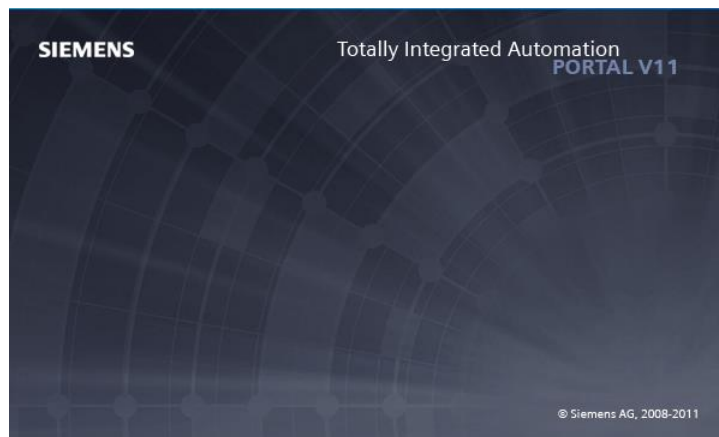 SIEMENS
Totally Integrated Automation
PORTAL V11
© Siemens AG, 2008-2011